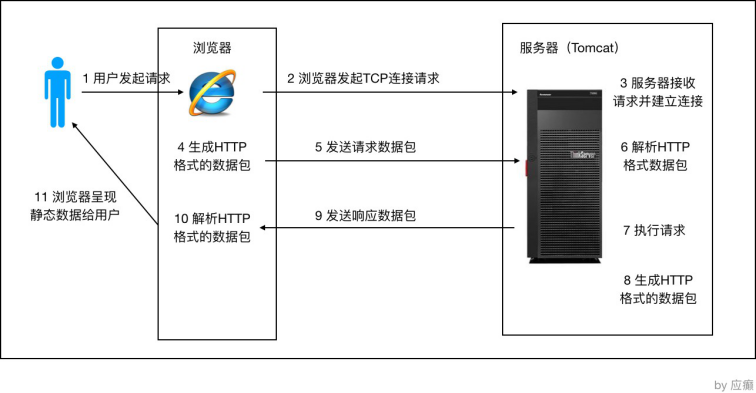 浏览器
服务器（Tomcat）
1 用户发起请求
2 浏览器发起TCP连接请求
3 服务器接收
请求并建立连接
4 生成HTTP
格式的数据包
5 发送请求数据包
6 解析HTTP
格式数据包
ThinkServer
11 浏览器呈现
静态数据给用户
10 解析HTTP
格式的数据包
9 发送响应数据包
7 执行请求
8 生成HTTP
格式的数据包
by 应癫